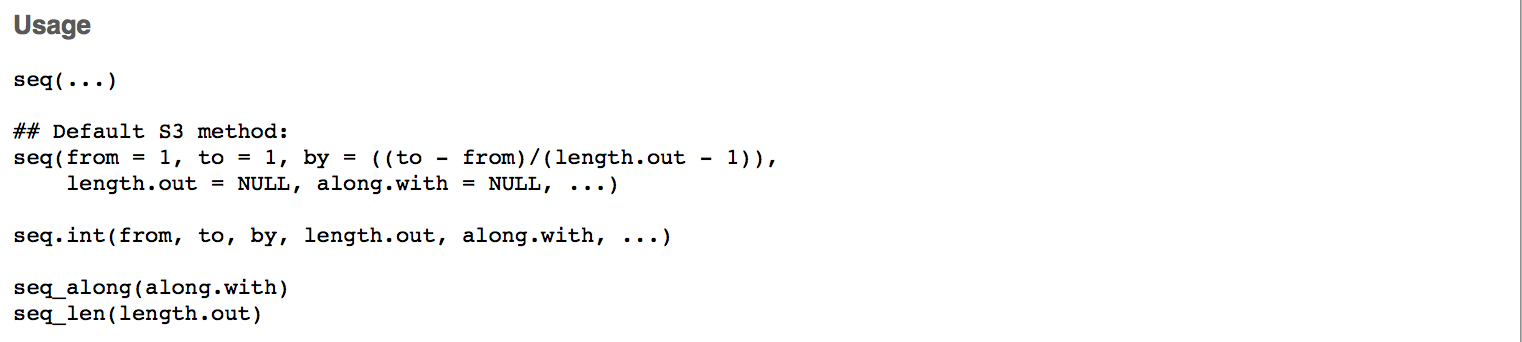 Usage
seq(...)
## Default S3 method:
seq(from = 1, to = 1, by = ((to - from)/(length.out - 1)),
    length.out = NULL, along.with = NULL, ...)
seq.int(from, to, by, length.out, along.with, ...)
seq_along(along.with)
seq_len(length.out)